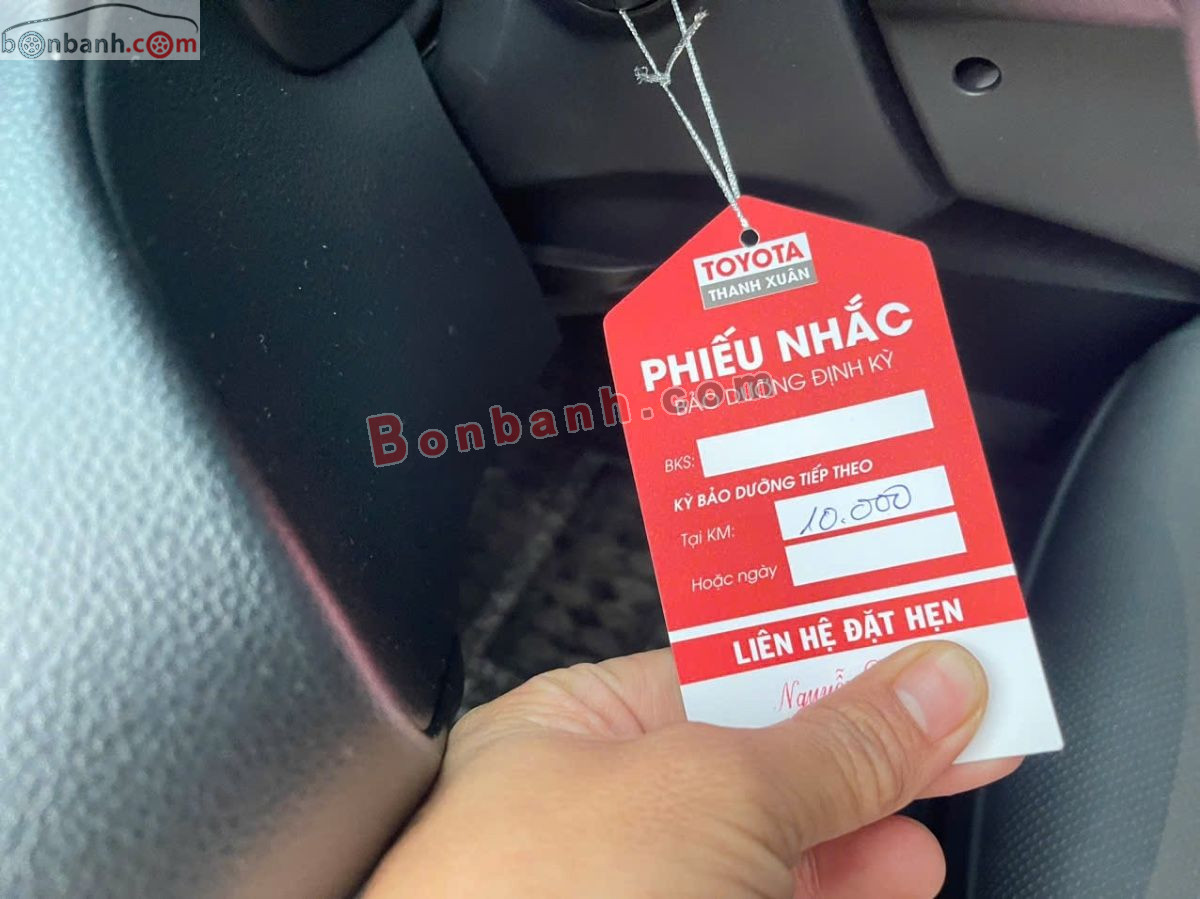 bonbanh.com
TOYOTA
THANH XUÂN
PHIẾU NHẮC
BẢO DƯỠNG ĐỊNH KỲ
Bonbanh.com
BKS:
KỲ BẢO DƯỠNG TIẾP THEO
Tại KM: 10.000
Hoặc ngày
LIÊN HỆ ĐẶT HẸN